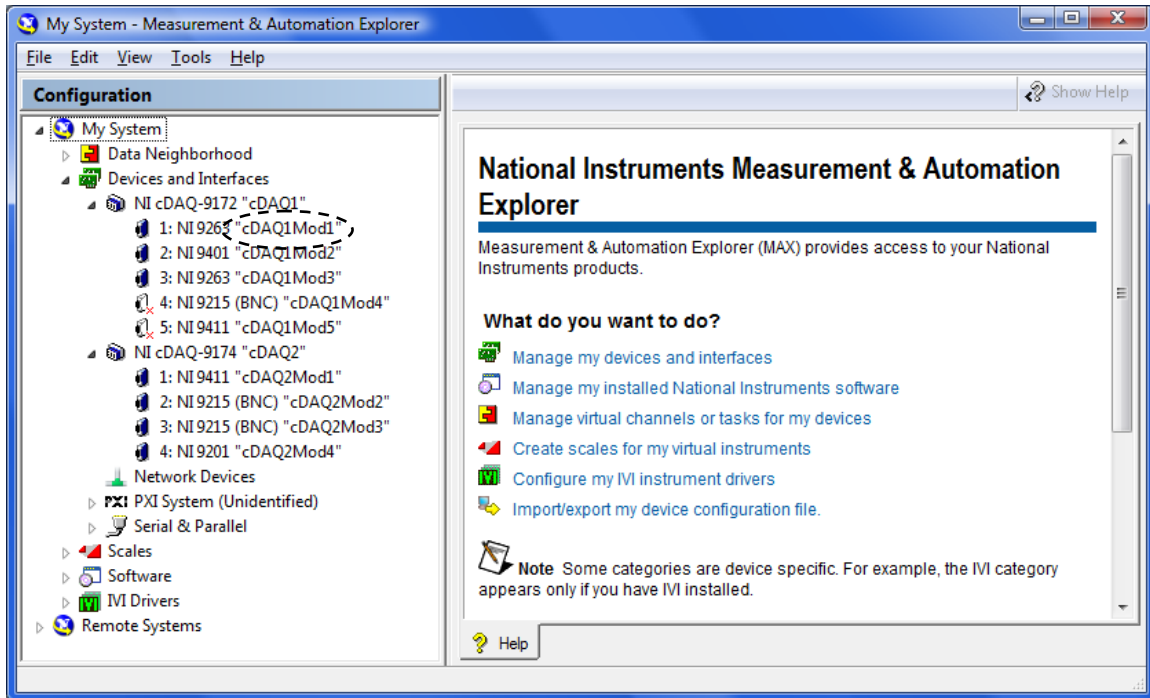 My System - Measurement & Automation Explorer
File Edit View Tools Help
Configuration
My System
Data Neighborhood
Devices and Interfaces
NI cDAQ-9172 "cDAQ1"
1: NI 9263 "cDAQ1Mod1"
2: NI 9401 "cDAQ1Mod2"
3: NI 9263 "cDAQ1Mod3"
4: NI 9215 (BNC) "cDAQ1Mod4"
5: NI 9411 "cDAQ1Mod5"
NI cDAQ-9174 "cDAQ2"
1: NI 9411 "cDAQ2Mod1"
2: NI 9215 (BNC) "cDAQ2Mod2"
3: NI 9215 (BNC) "cDAQ2Mod3"
4: NI 9201 "cDAQ2Mod4"
Network Devices
PXI PXI System (Unidentified)
Serial & Parallel
Scales
Software
IVI IVI Drivers
Remote Systems
Show Help
National Instruments Measurement & Automation
Explorer
Measurement & Automation Explorer (MAX) provides access to your National
Instruments products.
What do you want to do?
Manage my devices and interfaces
Manage my installed National Instruments software
Manage virtual channels or tasks for my devices
Create scales for my virtual instruments
IVI Configure my IVI instrument drivers
Import/export my device configuration file.
Note Some categories are device specific. For example, the IVI category
appears only if you have IVI installed.
Help